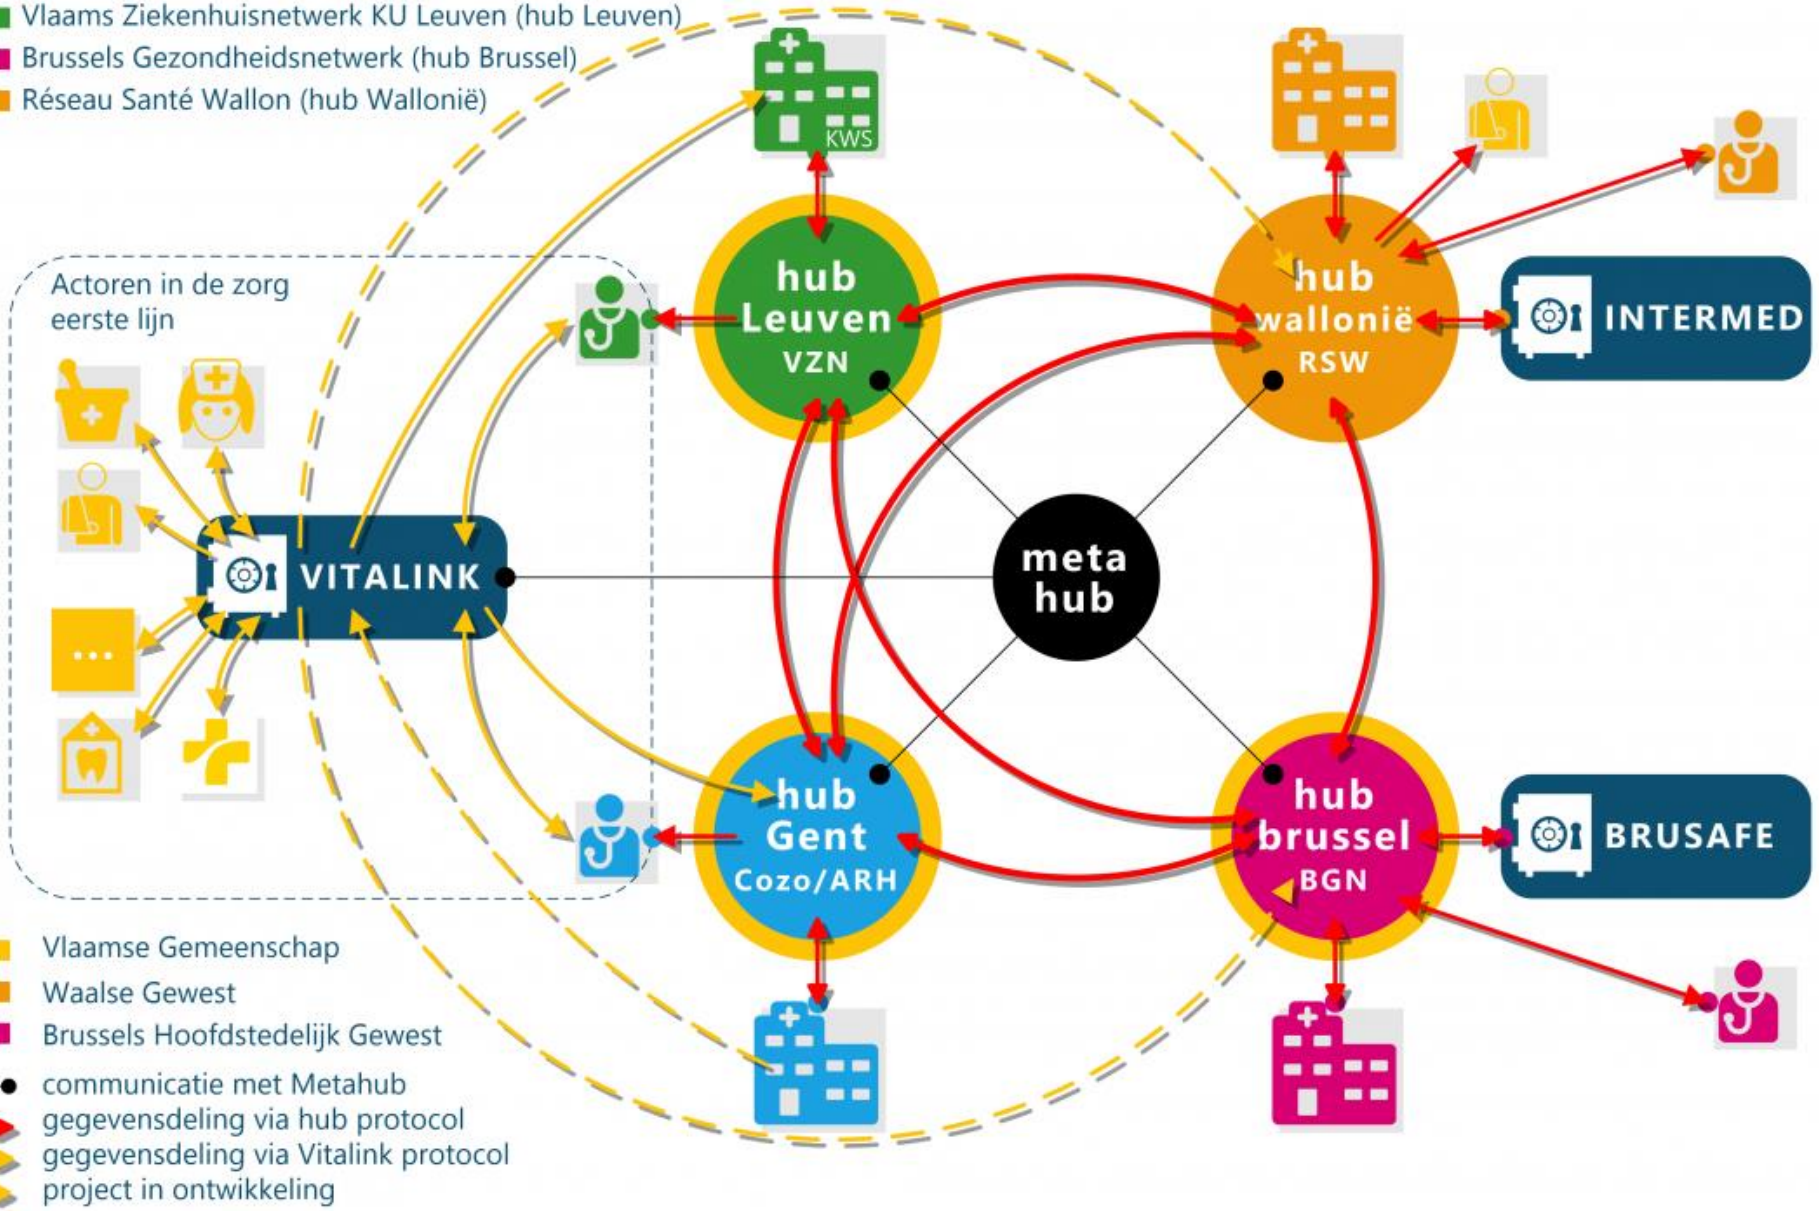 Vlaams Ziekenhuisnetwerk KU Leuven (hub Leuven)
Brussels Gezondheidsnetwerk (hub Brussel)
Réseau Santé Wallon (hub Wallonië)
KWS
Actoren in de zorg
eerste lijn
hub
Leuven
VZN
hub
wallonië
RSW
INTERMED
VITALINK
meta
hub
...
hub
Gent
Cozo/ARH
hub
brussel
BGN
BRUSAFE
Vlaamse Gemeenschap
Waalse Gewest
Brussels Hoofdstedelijk Gewest
communicatie met Metahub
gegevensdeling via hub protocol
gegevensdeling via Vitalink protocol
project in ontwikkeling